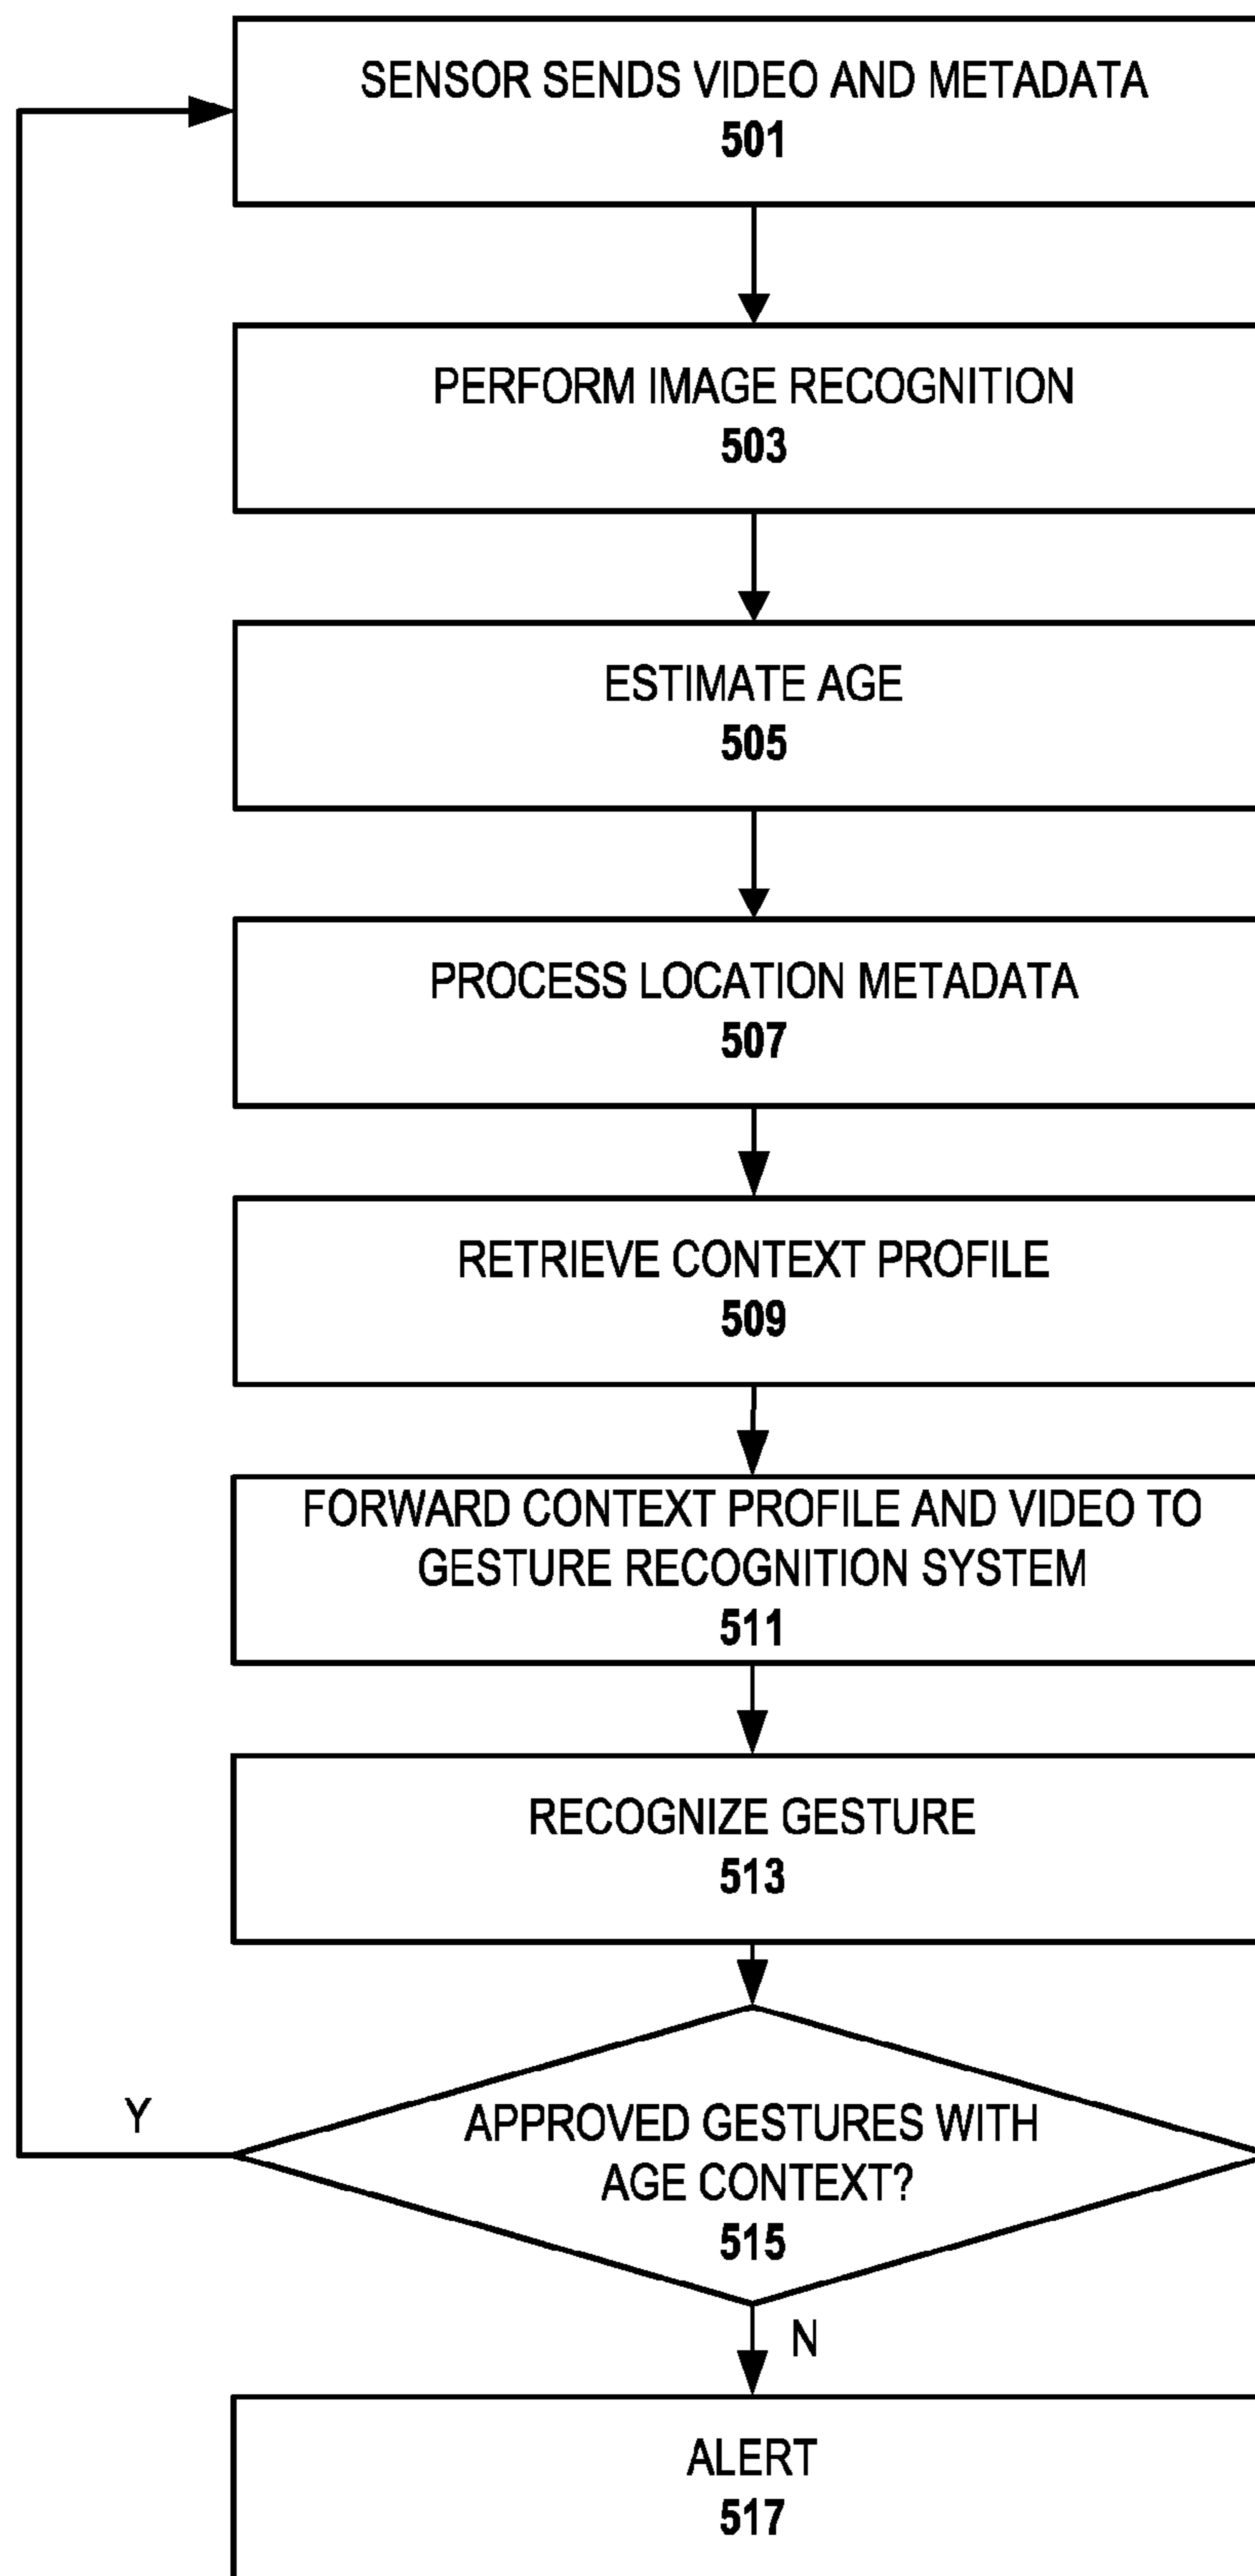 SENSOR SENDS VIDEO AND METADATA
501
PERFORM IMAGE RECOGNITION
503
ESTIMATE AGE
505
PROCESS LOCATION METADATA
507
RETRIEVE CONTEXT PROFILE
509
FORWARD CONTEXT PROFILE AND VIDEO TO
GESTURE RECOGNITION SYSTEM
511
RECOGNIZE GESTURE
513
Y
APPROVED GESTURES WITH
AGE CONTEXT?
515
N
ALERT
517